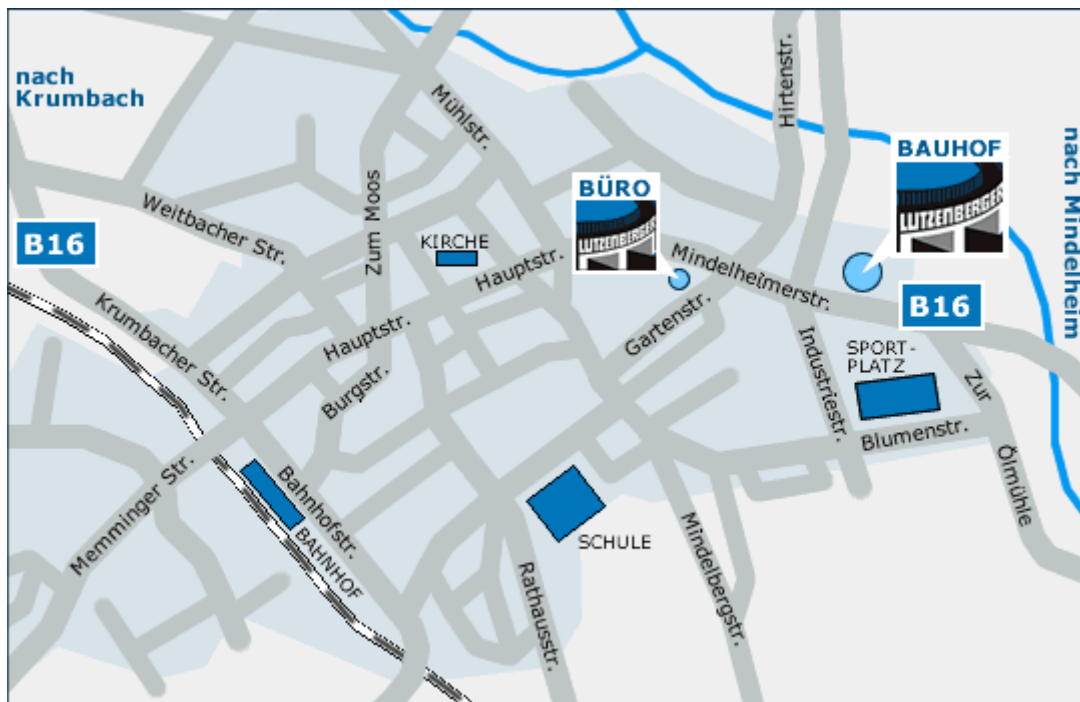 nach
Krumbach
Mühlstr.
Hirtenstr.
nach Mindelheim
BAUHOF
LUTZENBERGER
BÜRO
LUTZENBERGER
Weitbacher Str.
Zum Moos
KIRCHE
Hauptstr.
Mindelheimerstr.
B16
B16
Krumbacher Str.
Hauptstr.
Gartenstr.
Industriestr.
SPORT-
PLATZ
Zur
Ölmühle
Burgstr.
Blumenstr.
Memminger Str.
Bahnhofstr.
BAHNHOF
SCHULE
Rathausstr.
Mindelbergstr.